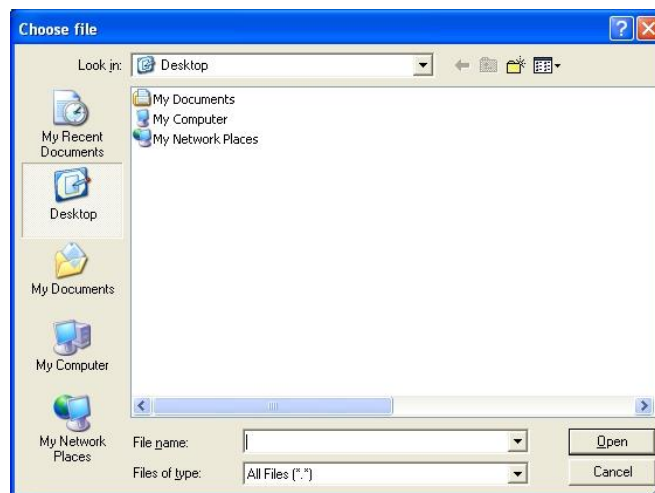 Choose file
Look in:
Desktop
My Recent
Documents
Desktop
My Documents
My Computer
My Network
Places
My Documents
My Computer
My Network Places
File name:
Open
Files of type:
All Files (*.*)
Cancel